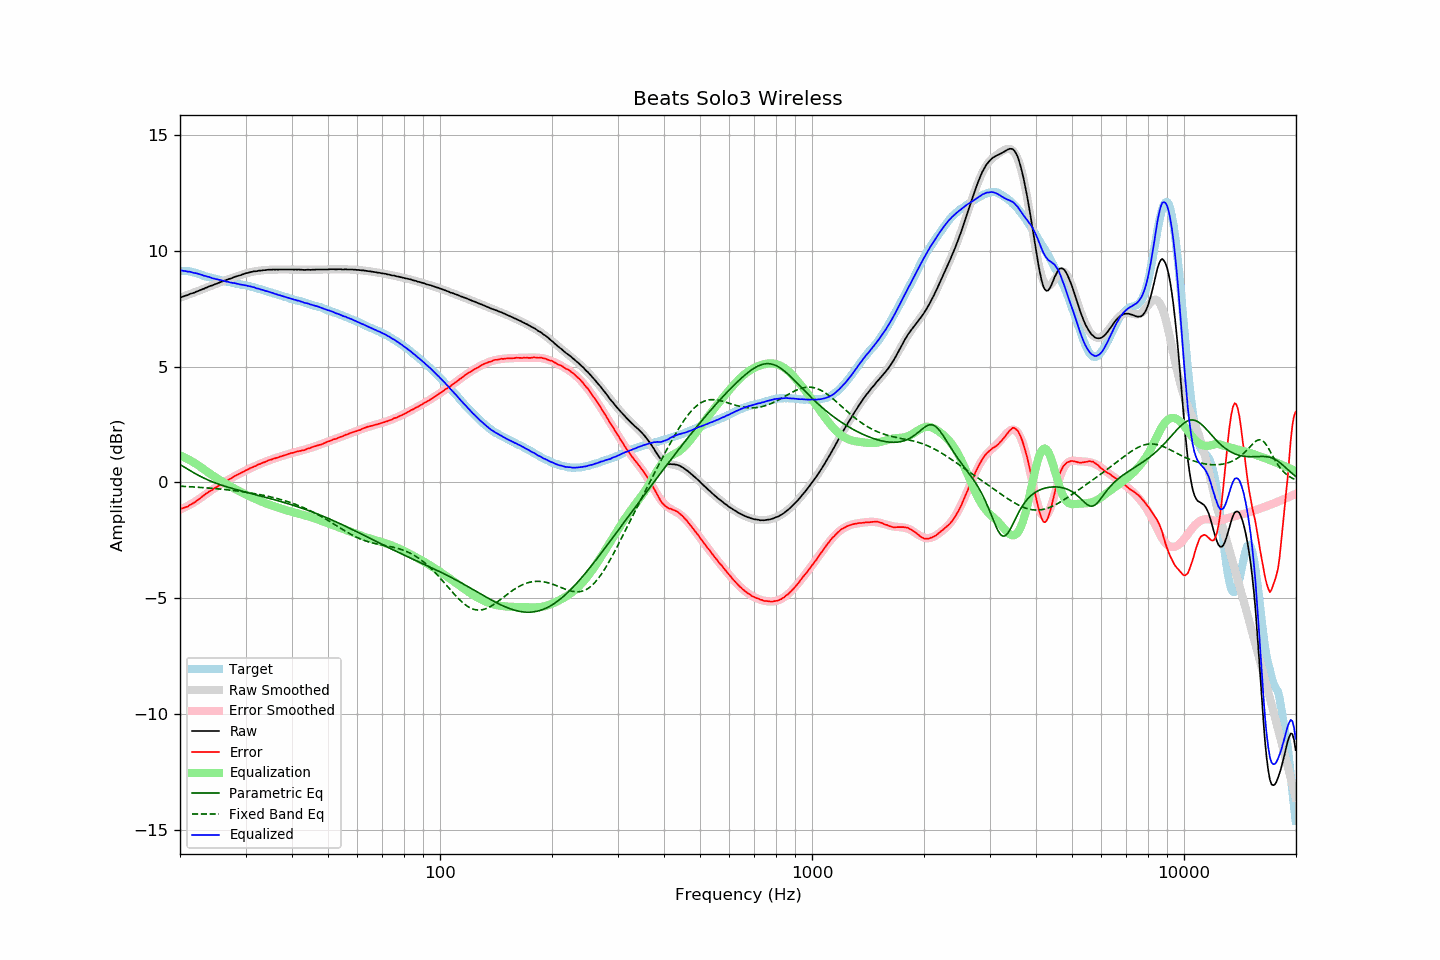 Beats Solo3 Wireless
15
10
5
0
−5
−10
−15
Amplitude (dBr)
Target
Raw Smoothed
Error Smoothed
Raw
Error
Equalization
Parametric Eq
Fixed Band Eq
Equalized
100
1000
10000
Frequency (Hz)